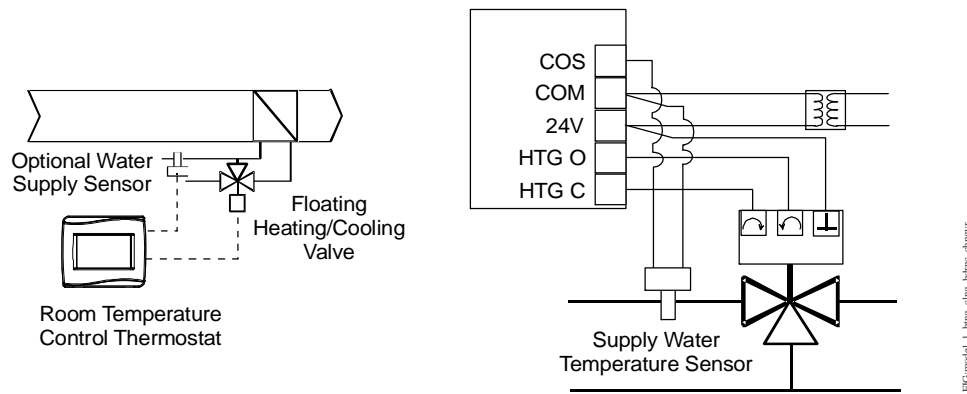 Optional Water
Supply Sensor
Floating
Heating/Cooling
Valve
Room Temperature
Control Thermostat
COS
COM
24V
HTG O
HTG C
Supply Water
Temperature Sensor